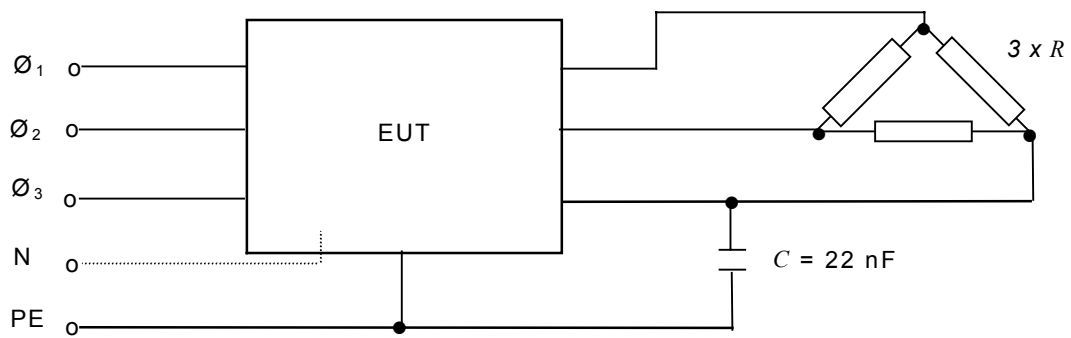 3 x R
Ø1 o
Ø2 o
EUT
Ø3 o
N o
C = 22 nF
PE o